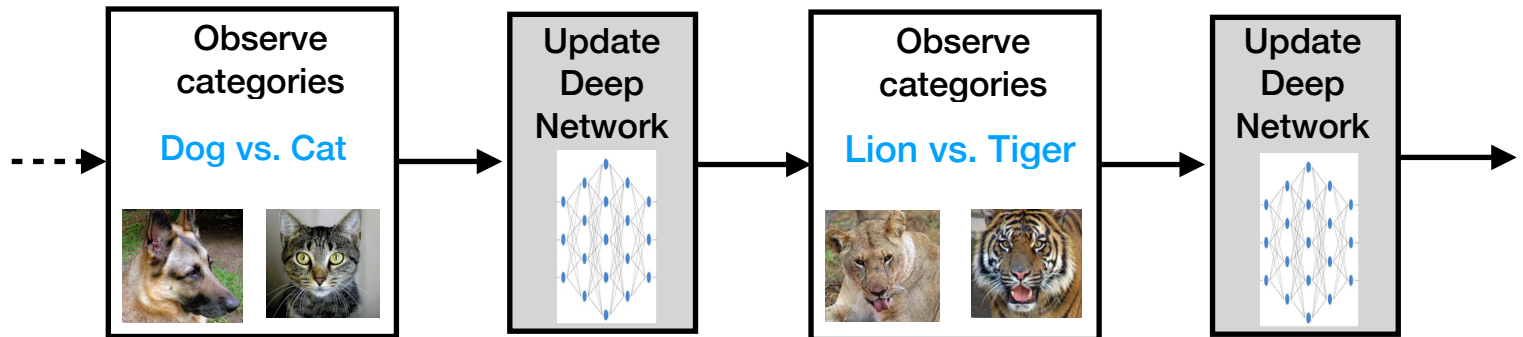 Observe
categories
Dog vs. Cat
Update
Deep
Network
Observe
categories
Lion vs. Tiger
Update
Deep
Network